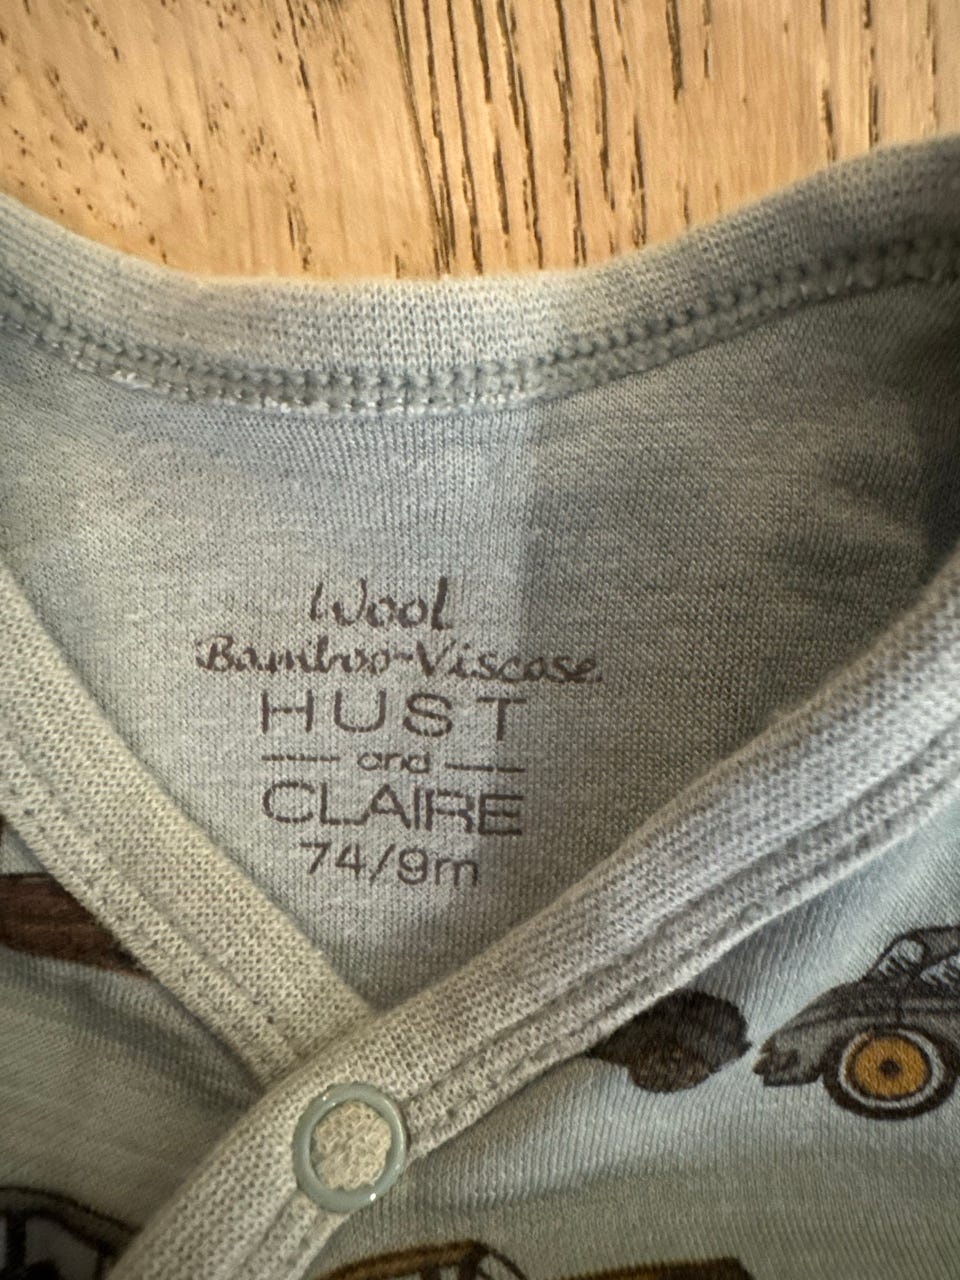 Wool
Bamboo-Viscose
HUST
and
CLAIRE
74/9m